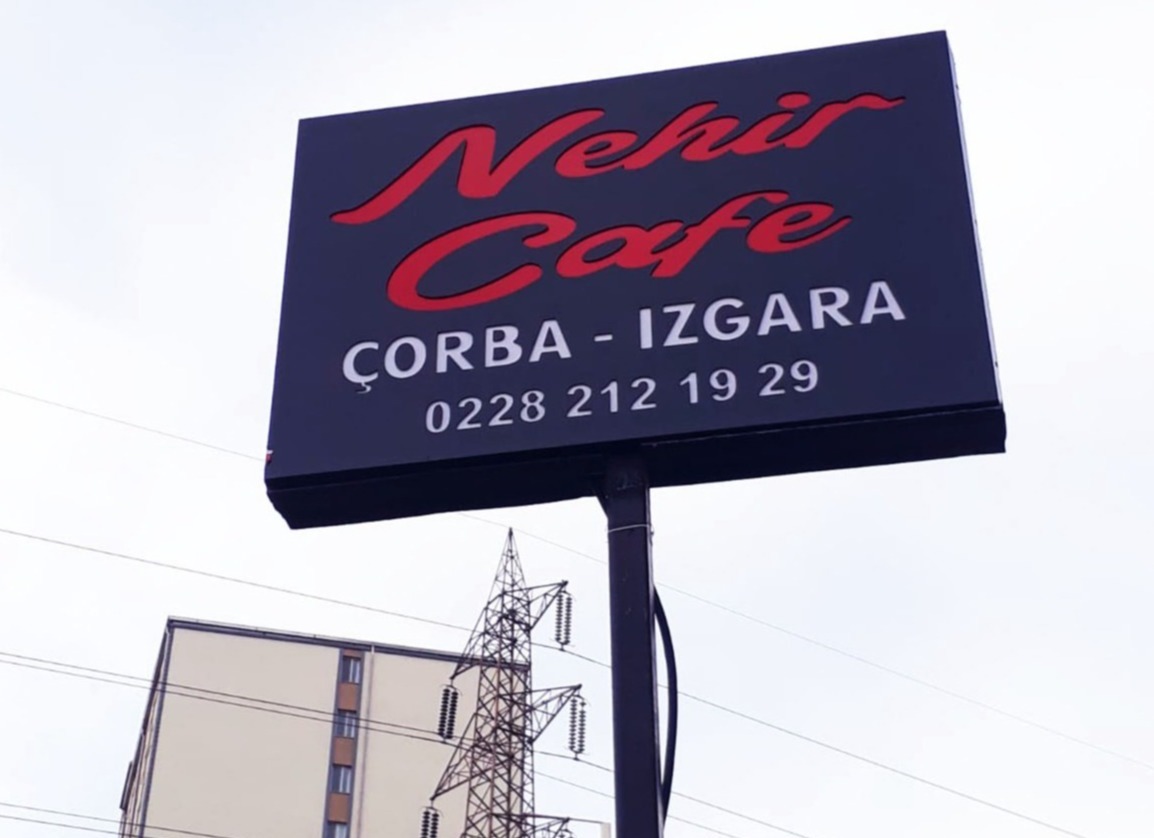 Nehir
Cafe
ÇORBA - IZGARA
0228 212 19 29